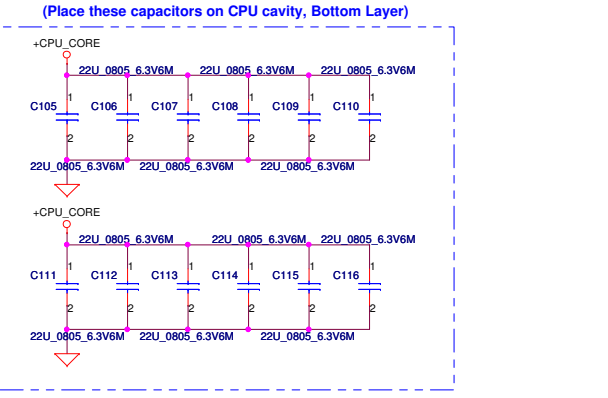 (Place these capacitors on CPU cavity, Bottom Layer)
+CPU_CORE
22U_0805_6.3V6M 22U_0805_6.3V6M 22U_0805_6.3V6M
1 1 1 1 1 1
C105 C106 C107 C108 C109 C110
2 2 2 2 2 2
22U_0805_6.3V6M 22U_0805_6.3V6M 22U_0805_6.3V6M
+CPU_CORE
22U_0805_6.3V6M 22U_0805_6.3V6M 22U_0805_6.3V6M
1 1 1 1 1 1
C111 C112 C113 C114 C115 C116
2 2 2 2 2 2
22U_0805_6.3V6M 22U_0805_6.3V6M 22U_0805_6.3V6M